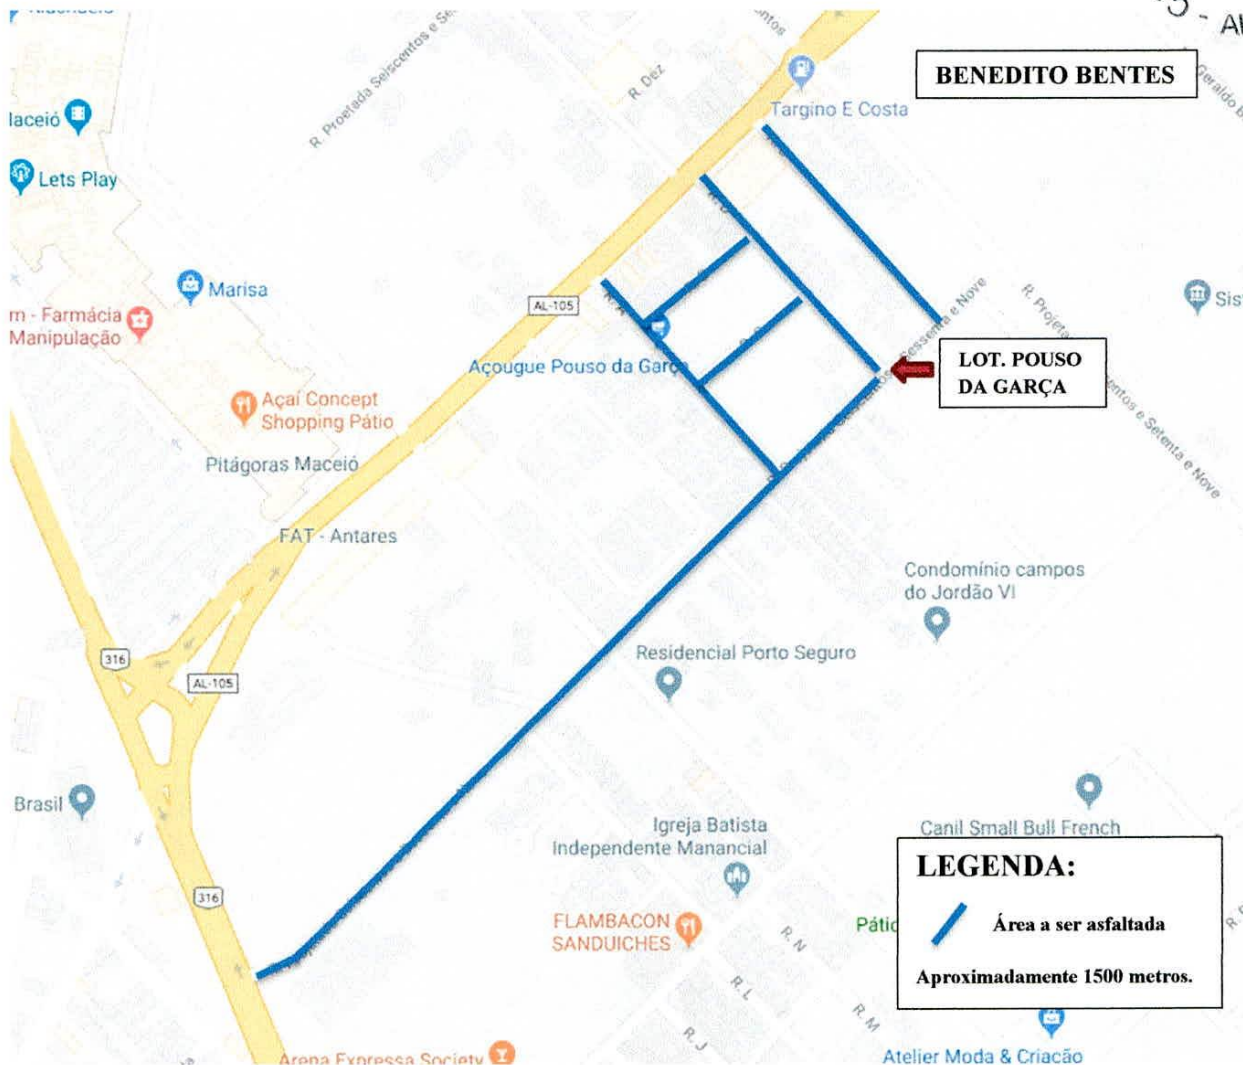 BENEDITO BENTES
R. Dez
Targino E Costa
laceió
Lets Play
Marisa
m - Farmácia
Manipulação
AL-105
Açougue Pouso da Garça
LOT. POUSO
DA GARÇA
Açaí Concept
Shopping Pátio
Pitágoras Maceió
FAT - Antares
Condomínio campos
do Jordão VI
Residencial Porto Seguro
316
AL-105
Brasil
Igreja Batista
Independente Manancial
Canil Small Bull French
316
FLAMBACON
SANDUICHES
LEGENDA:
Área a ser asfaltada
Aproximadamente 1500 metros.
R. N
R. L
R. M
R. J
Arena Expressa Society
Atelier Moda & Criação